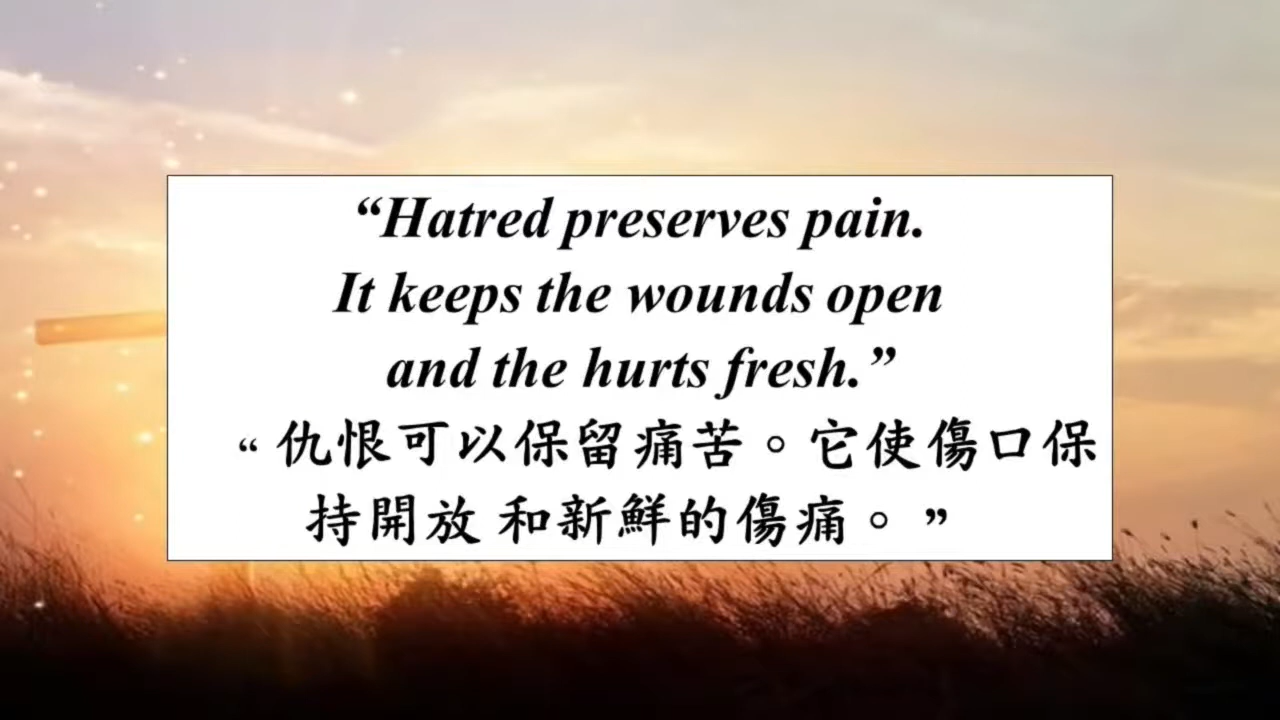 “Hatred preserves pain.
It keeps the wounds open
and the hurts fresh.”
“ 仇恨可以保留痛苦。它使傷口保
持開放 和新鮮的傷痛。 ”